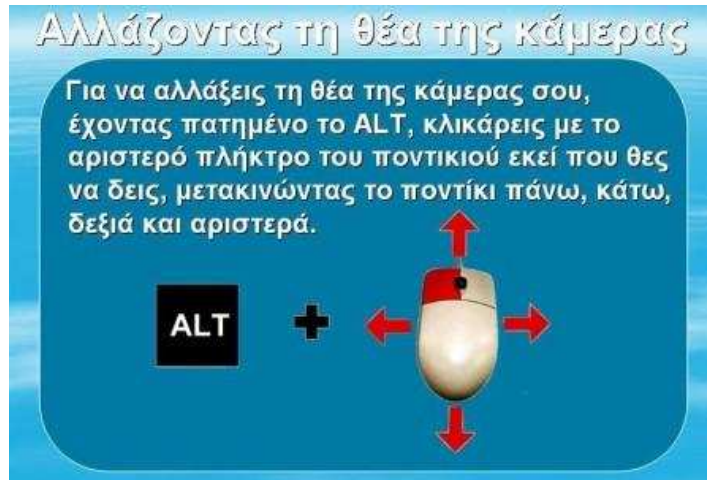 Αλλάζοντας τη θέα της κάμερας
Για να αλλάξεις τη θέα της κάμερας σου,
έχοντας πατημένο το ALT, κλικάρεις με το
αριστερό πλήκτρο του ποντικιού εκεί που θες
να δεις, μετακινώντας το ποντίκι πάνω, κάτω,
δεξιά και αριστερά.
ALT